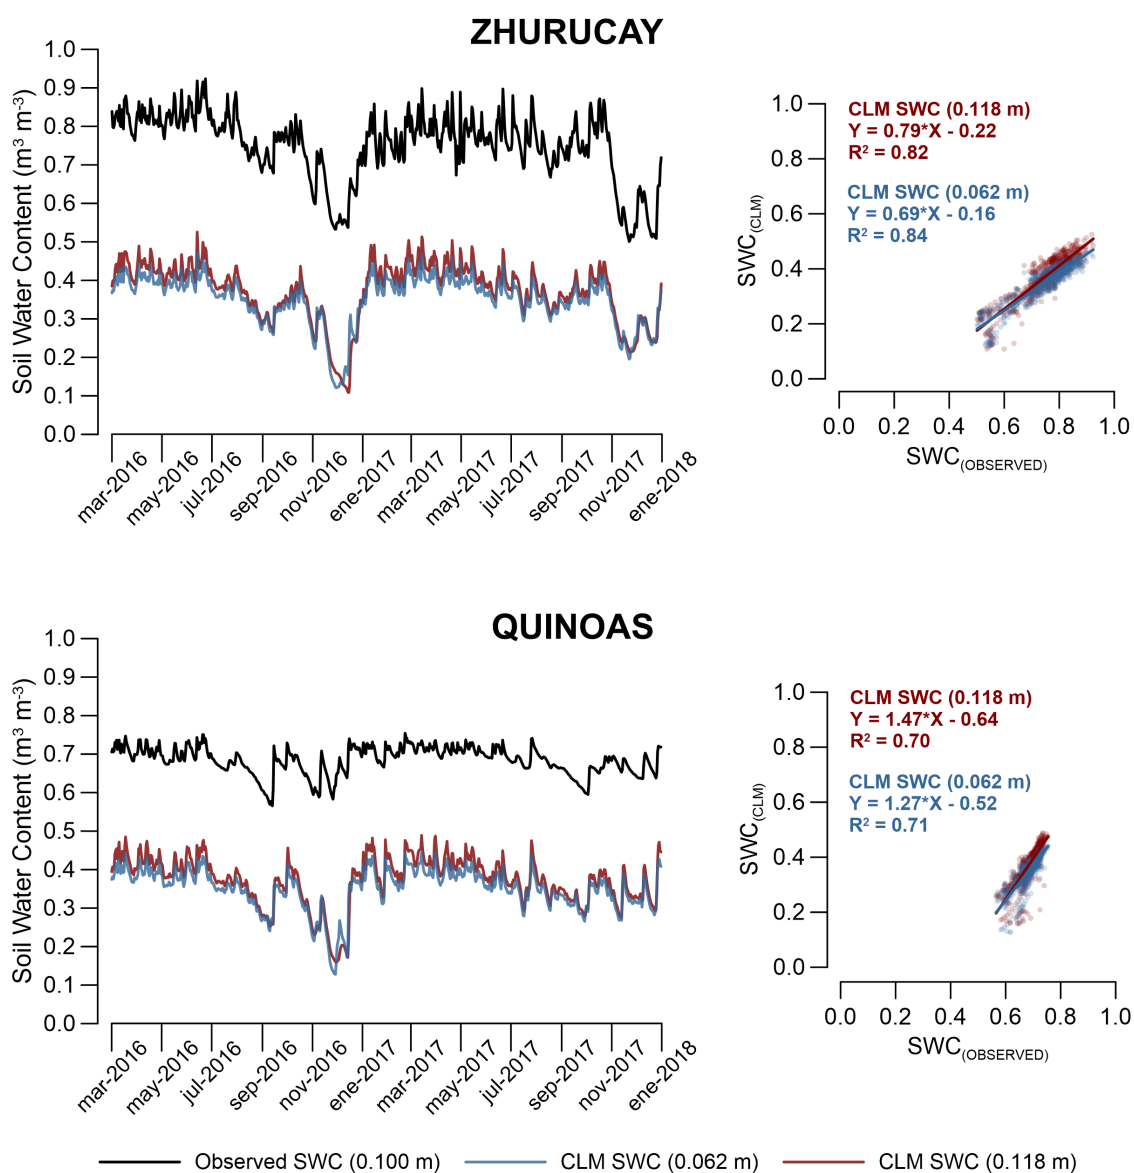 ZHURUCAY
Soil Water Content (m³ m⁻³)
1.0
0.9
0.8
0.7
0.6
0.5
0.4
0.3
0.2
0.1
0.0
mar-2016
may-2016
jul-2016
sep-2016
nov-2016
ene-2017
mar-2017
may-2017
jul-2017
sep-2017
nov-2017
ene-2018
CLM SWC (0.118 m)
Y = 0.79*X - 0.22
R² = 0.82
CLM SWC (0.062 m)
Y = 0.69*X - 0.16
R² = 0.84
SWC(CLM)
1.0
0.8
0.6
0.4
0.2
0.0
0.0 0.2 0.4 0.6 0.8 1.0
SWC(OBSERVED)
QUINOAS
Soil Water Content (m³ m⁻³)
1.0
0.9
0.8
0.7
0.6
0.5
0.4
0.3
0.2
0.1
0.0
mar-2016
may-2016
jul-2016
sep-2016
nov-2016
ene-2017
mar-2017
may-2017
jul-2017
sep-2017
nov-2017
ene-2018
CLM SWC (0.118 m)
Y = 1.47*X - 0.64
R² = 0.70
CLM SWC (0.062 m)
Y = 1.27*X - 0.52
R² = 0.71
SWC(CLM)
1.0
0.8
0.6
0.4
0.2
0.0
0.0 0.2 0.4 0.6 0.8 1.0
SWC(OBSERVED)
Observed SWC (0.100 m) CLM SWC (0.062 m) CLM SWC (0.118 m)